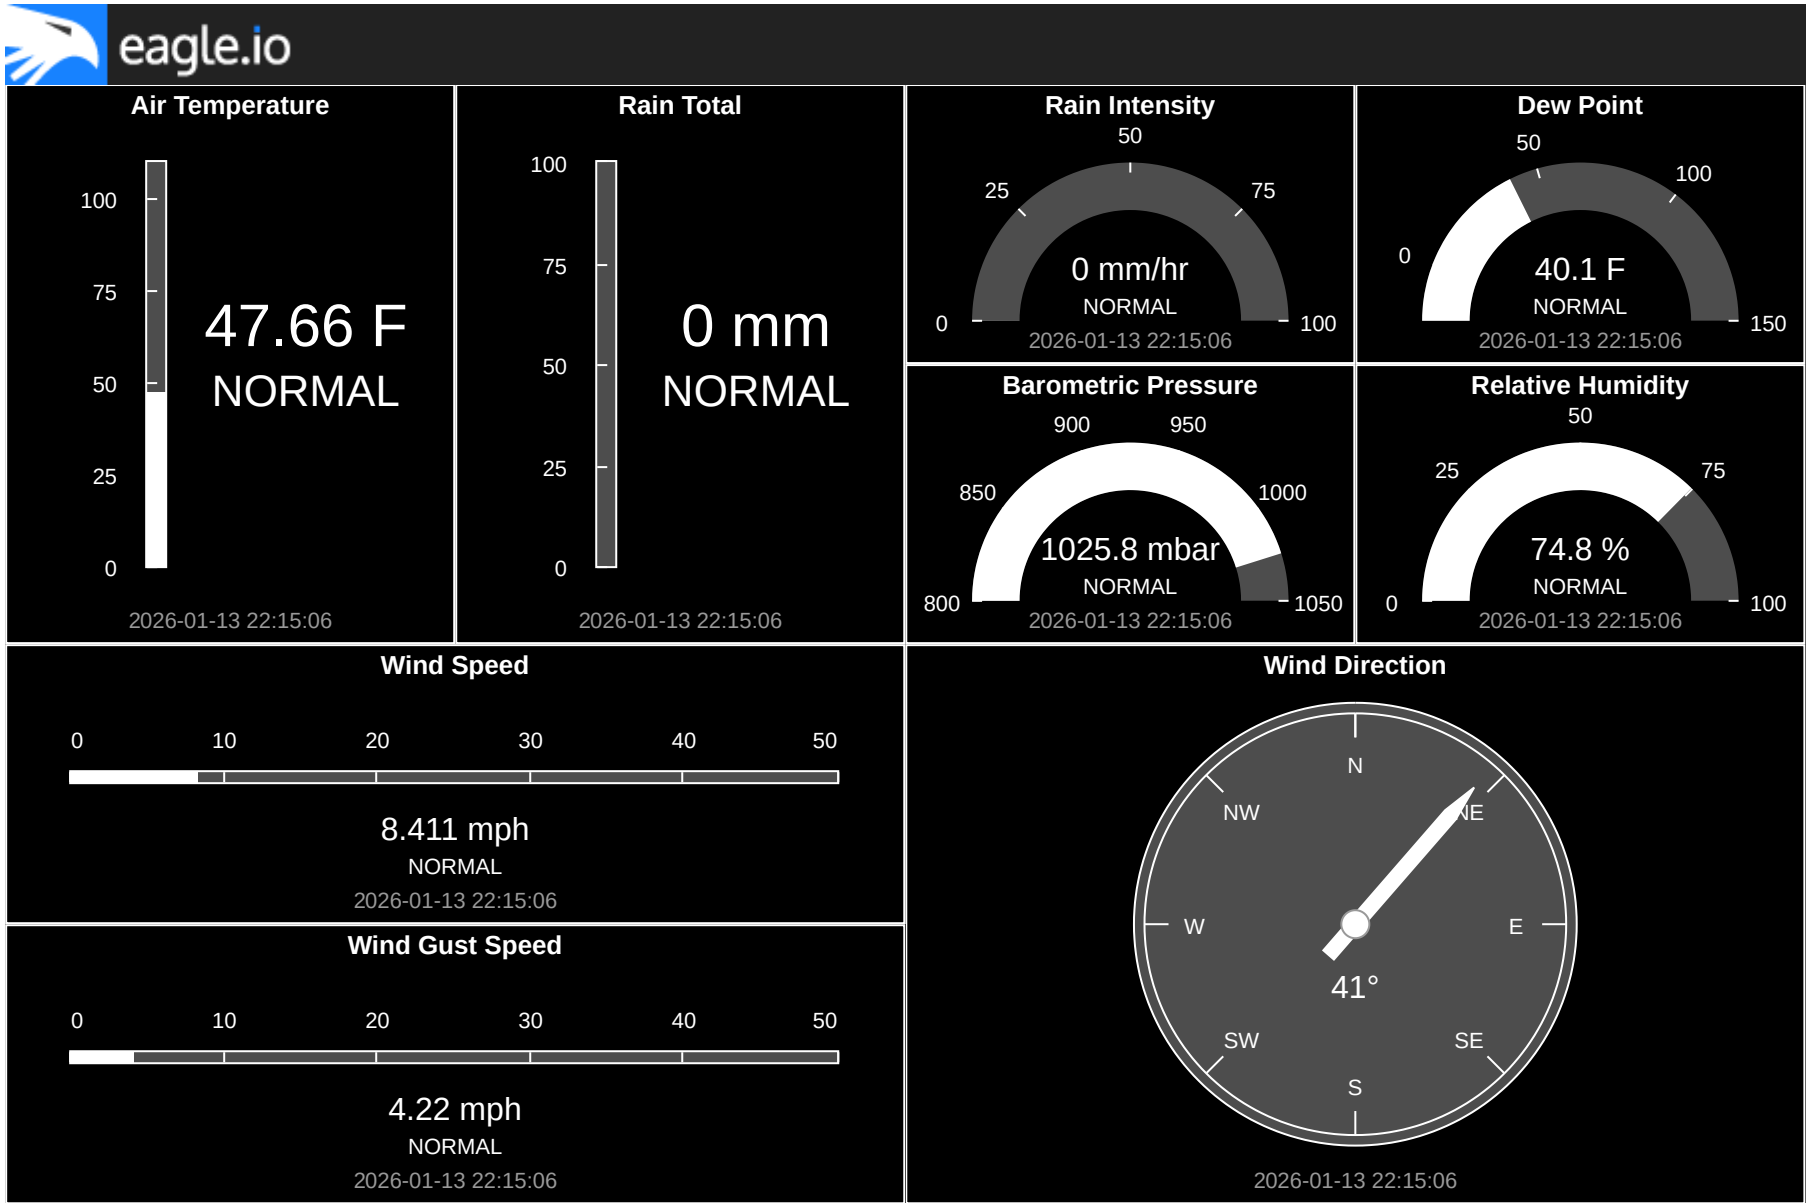 eagle.io
Air Temperature
100
75
50
25
0
47.66 F
NORMAL
2026-01-13 22:15:06
Rain Total
100
75
50
25
0
0 mm
NORMAL
2026-01-13 22:15:06
Rain Intensity
0
25
50
75
100
0 mm/hr
NORMAL
2026-01-13 22:15:06
Dew Point
0
50
100
150
40.1 F
NORMAL
2026-01-13 22:15:06
Barometric Pressure
800
850
900
950
1000
1050
1025.8 mbar
NORMAL
2026-01-13 22:15:06
Relative Humidity
0
25
50
75
100
74.8 %
NORMAL
2026-01-13 22:15:06
Wind Speed
0 10 20 30 40 50
8.411 mph
NORMAL
2026-01-13 22:15:06
Wind Gust Speed
0 10 20 30 40 50
4.22 mph
NORMAL
2026-01-13 22:15:06
Wind Direction
N
NW NE
W E
41°
SW SE
S
2026-01-13 22:15:06